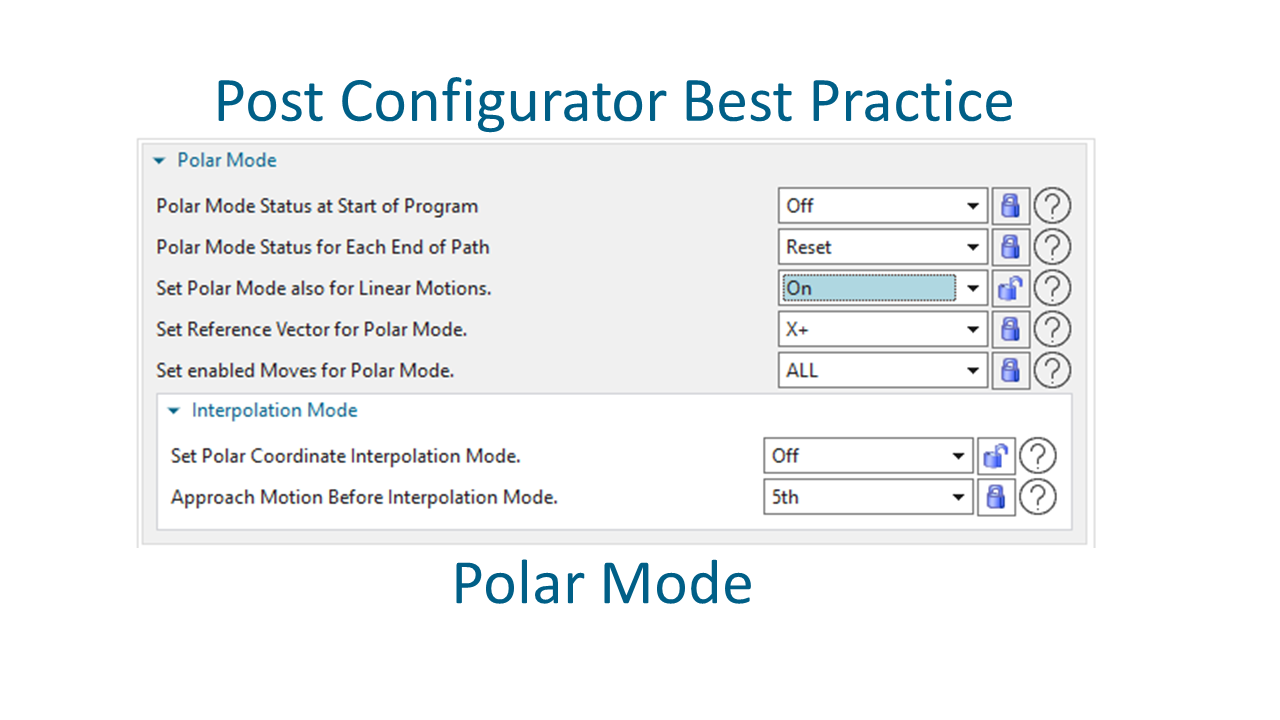 Post Configurator Best Practice
Polar Mode
Polar Mode Status at Start of Program Off ?
Polar Mode Status for Each End of Path Reset ?
Set Polar Mode also for Linear Motions. On ?
Set Reference Vector for Polar Mode. X+ ?
Set enabled Moves for Polar Mode. ALL ?
Interpolation Mode
Set Polar Coordinate Interpolation Mode. Off ?
Approach Motion Before Interpolation Mode. 5th ?
Polar Mode